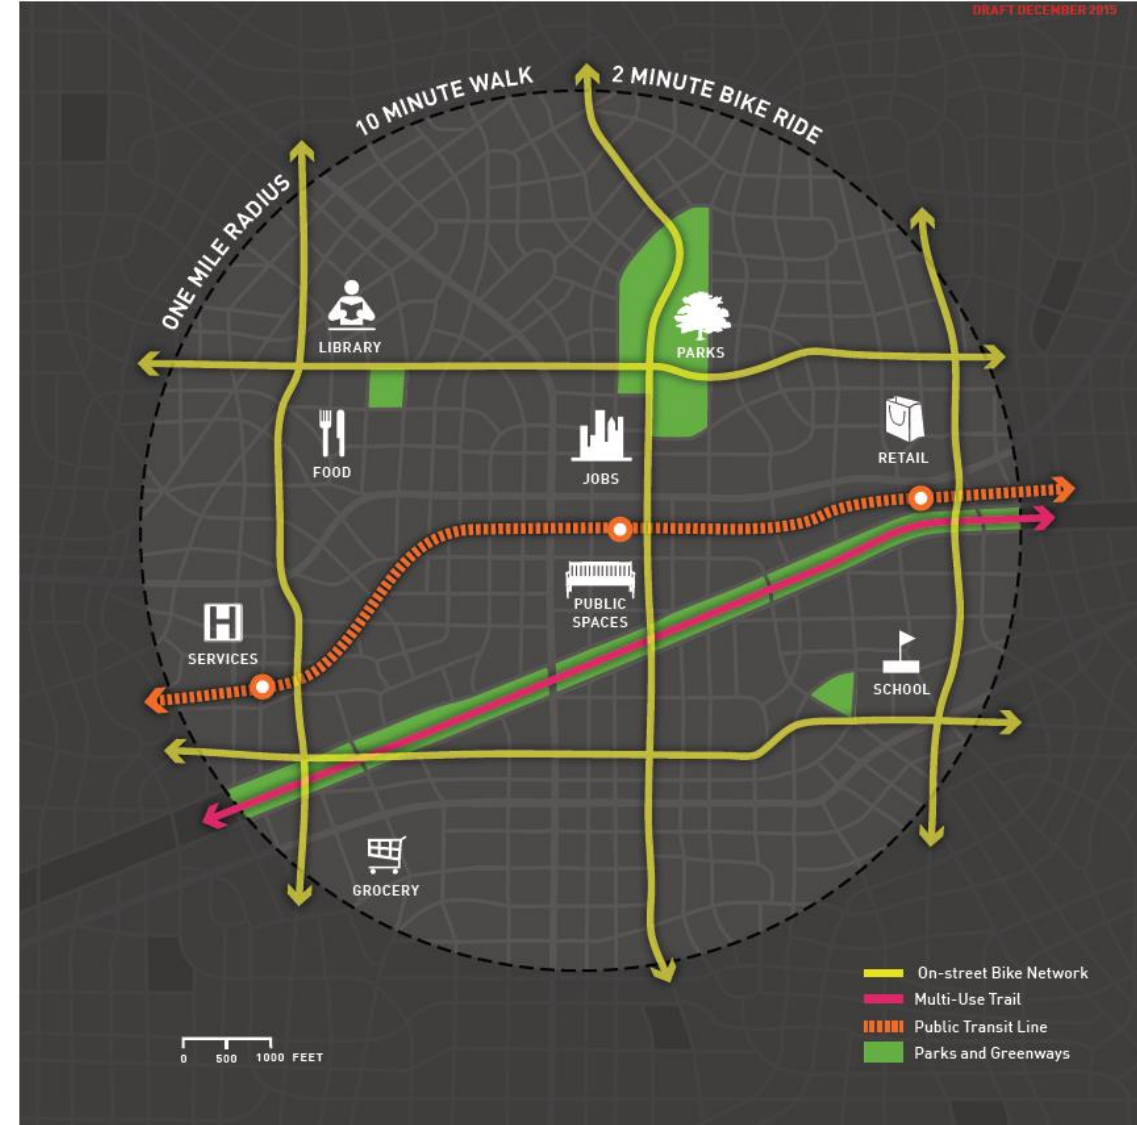 DRAFT DECEMBER 2015
ONE MILE RADIUS
10 MINUTE WALK
2 MINUTE BIKE RIDE
LIBRARY
PARKS
FOOD
JOBS
RETAIL
PUBLIC
SPACES
H
SERVICES
SCHOOL
GROCERY
On-street Bike Network
Multi-Use Trail
Public Transit Line
Parks and Greenways
0 500 1000 FEET